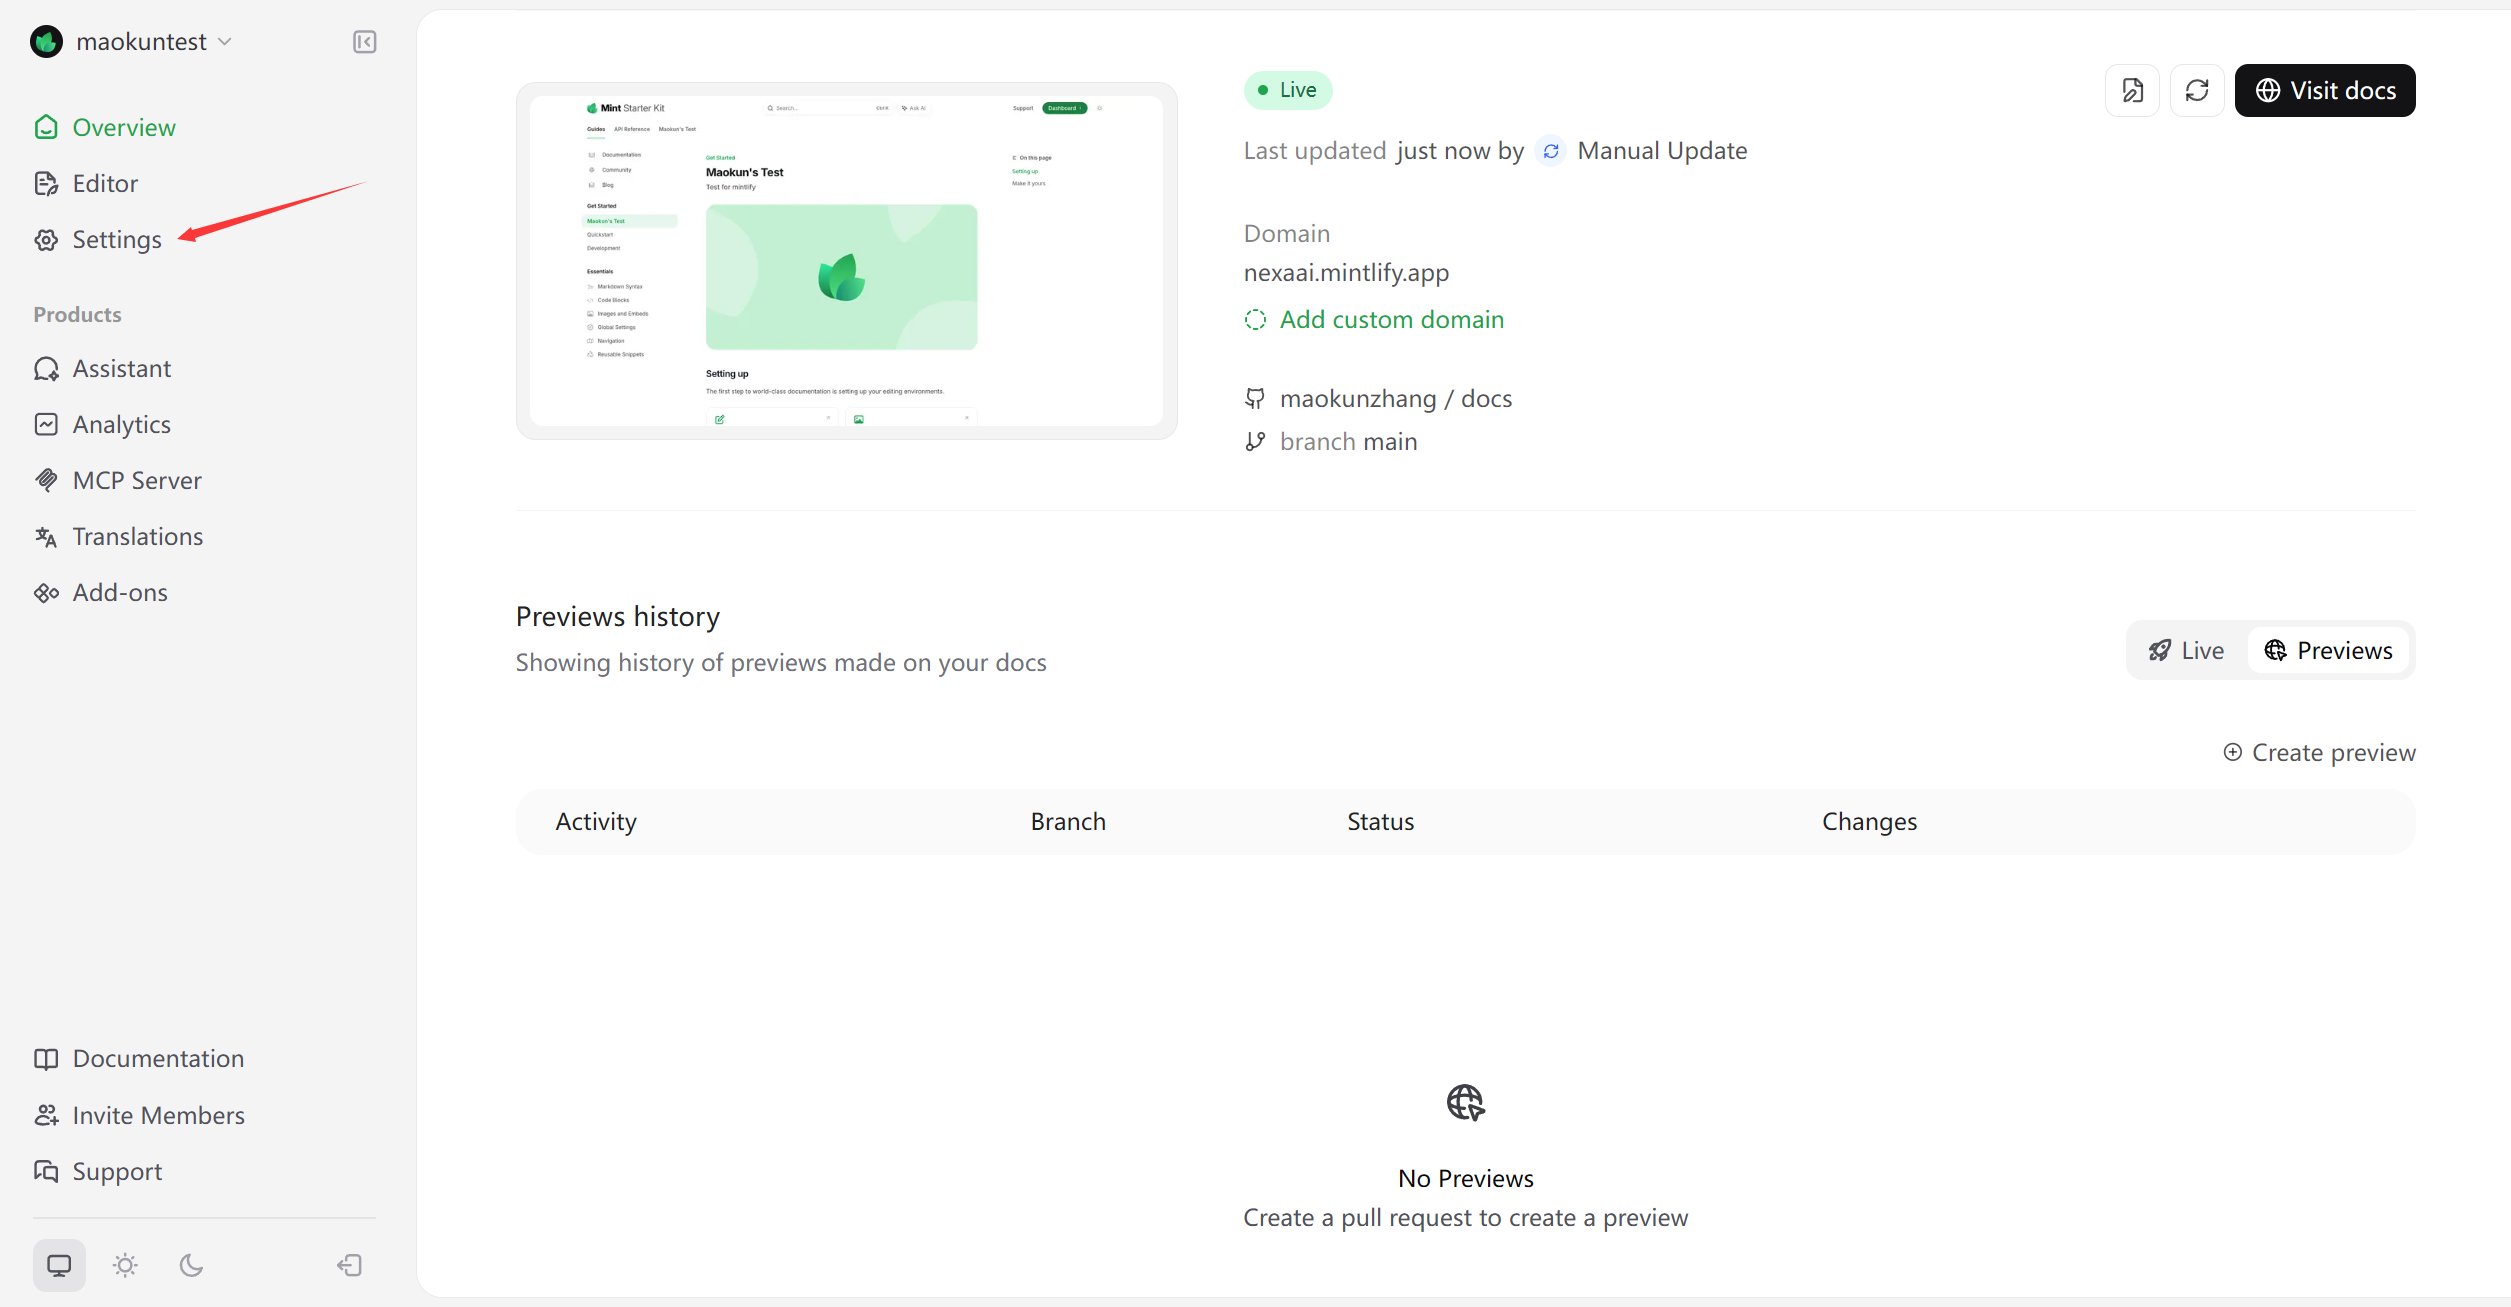 maokuntest
Overview
Editor
Settings
Products
Assistant
Analytics
MCP Server
Translations
Add-ons
Documentation
Invite Members
Support
Mint Starter Kit
Search...
Ctrl K
Ask AI
Support
Dashboard
Guides
API Reference
Maokun's Test
Documentation
Community
Blog
Get Started
Maokun's Test
Quickstart
Development
Essentials
Markdown Syntax
Code Blocks
Images and Embeds
Global Settings
Navigation
Reusable Snippets
Get Started
Maokun's Test
Test for mintlify
Setting up
The first step to world-class documentation is setting up your editing environments.
On this page
Setting up
Make it yours
Live
Visit docs
Last updated just now by Manual Update
Domain
nexaai.mintlify.app
Add custom domain
maokunzhang / docs
branch main
Previews history
Showing history of previews made on your docs
Live
Previews
Create preview
Activity Branch Status Changes
No Previews
Create a pull request to create a preview